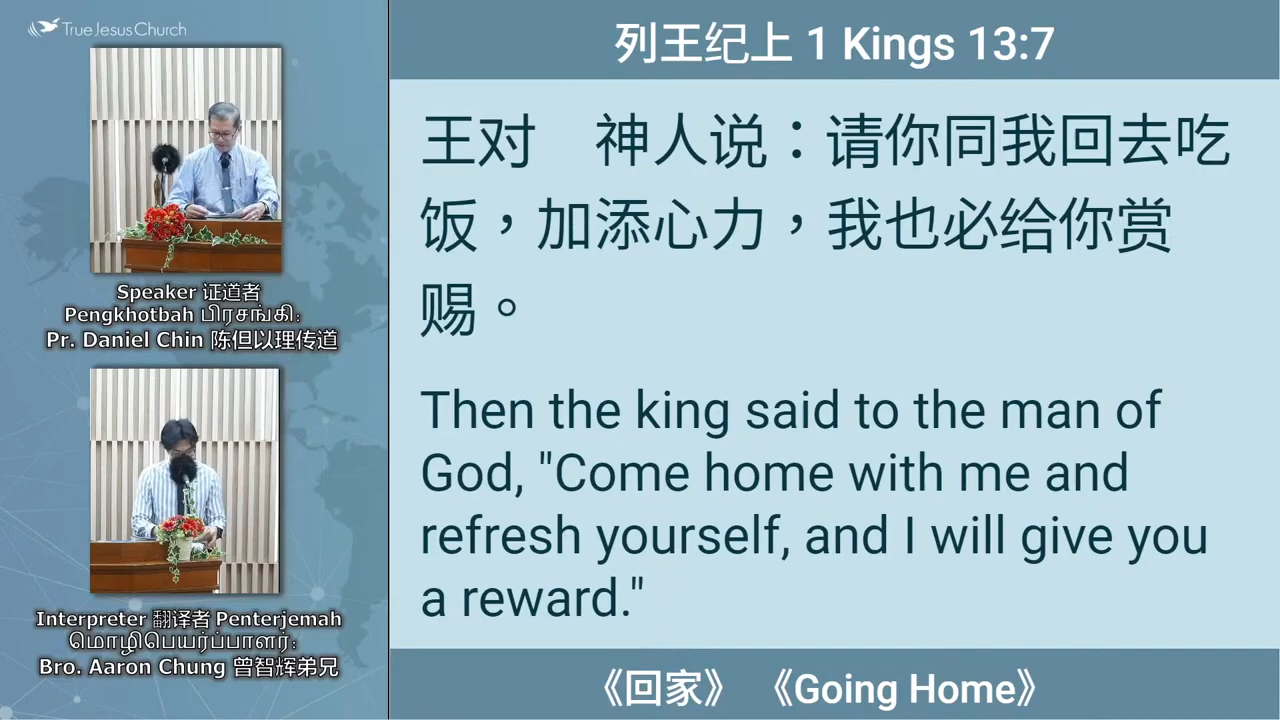 TrueJesusChurch
Speaker 证道者
Pengkhotbah பிரசங்கி:
Pr. Daniel Chin 陈但以理传道
Interpreter 翻译者 Penterjemah
மொழிபெயர்ப்பாளர்:
Bro. Aaron Chung 曾智辉弟兄
列王纪上 1 Kings 13:7
王对　神人说：请你同我回去吃
饭，加添心力，我也必给你赏
赐。
Then the king said to the man of
God, "Come home with me and
refresh yourself, and I will give you
a reward."
《回家》 《Going Home》